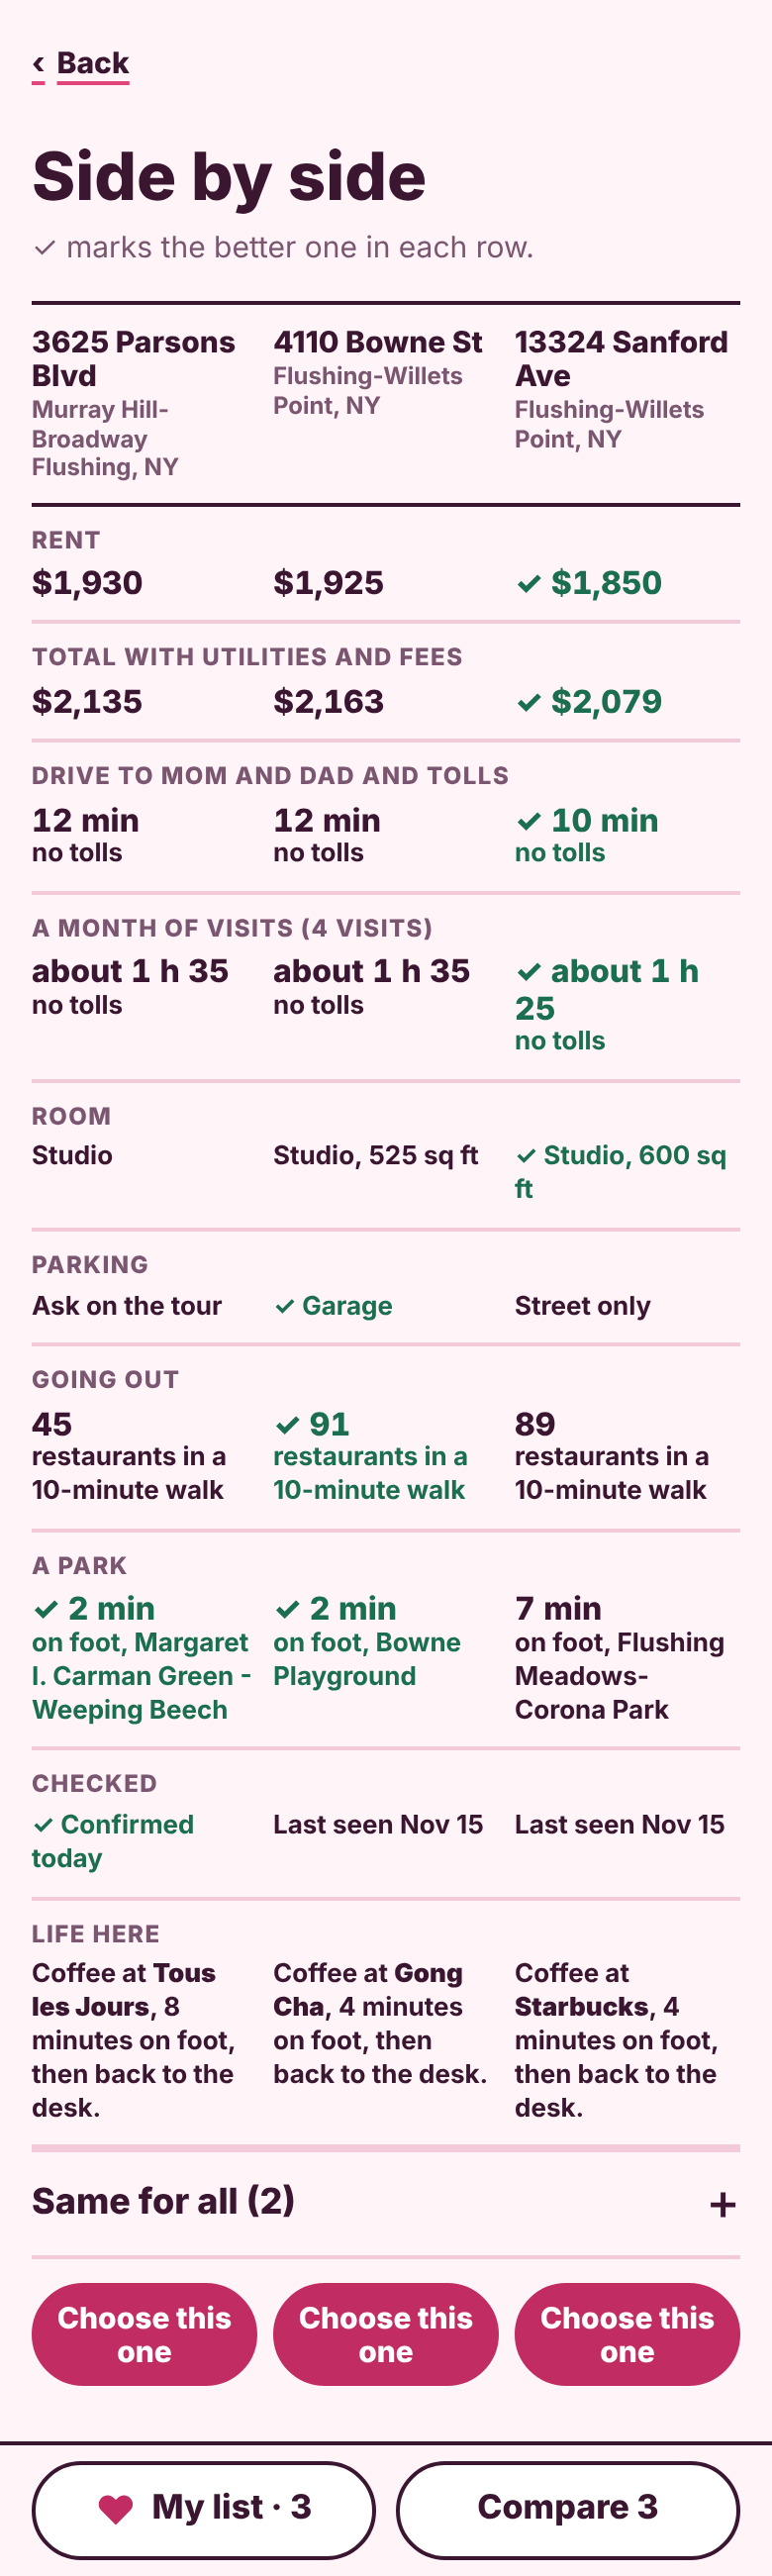 ‹ Back
Side by side
✓ marks the better one in each row.
3625 Parsons Blvd
Murray Hill-Broadway Flushing, NY
4110 Bowne St
Flushing-Willets Point, NY
13324 Sanford Ave
Flushing-Willets Point, NY
RENT
$1,930 $1,925 ✓ $1,850
TOTAL WITH UTILITIES AND FEES
$2,135 $2,163 ✓ $2,079
DRIVE TO MOM AND DAD AND TOLLS
12 min 12 min ✓ 10 min
no tolls no tolls no tolls
A MONTH OF VISITS (4 VISITS)
about 1 h 35 about 1 h 35 ✓ about 1 h 25
no tolls no tolls no tolls
ROOM
Studio Studio, 525 sq ft ✓ Studio, 600 sq ft
PARKING
Ask on the tour ✓ Garage Street only
GOING OUT
45
restaurants in a
10-minute walk
✓ 91
restaurants in a
10-minute walk
89
restaurants in a
10-minute walk
A PARK
✓ 2 min
on foot, Margaret
I. Carman Green -
Weeping Beech
✓ 2 min
on foot, Bowne
Playground
7 min
on foot, Flushing
Meadows-
Corona Park
CHECKED
✓ Confirmed today
Last seen Nov 15
Last seen Nov 15
LIFE HERE
Coffee at Tous
les Jours, 8
minutes on foot,
then back to the
desk.
Coffee at Gong
Cha, 4 minutes
on foot, then
back to the desk.
Coffee at
Starbucks, 4
minutes on foot,
then back to the
desk.
Same for all (2) +
Choose this one
Choose this one
Choose this one
My list · 3
Compare 3